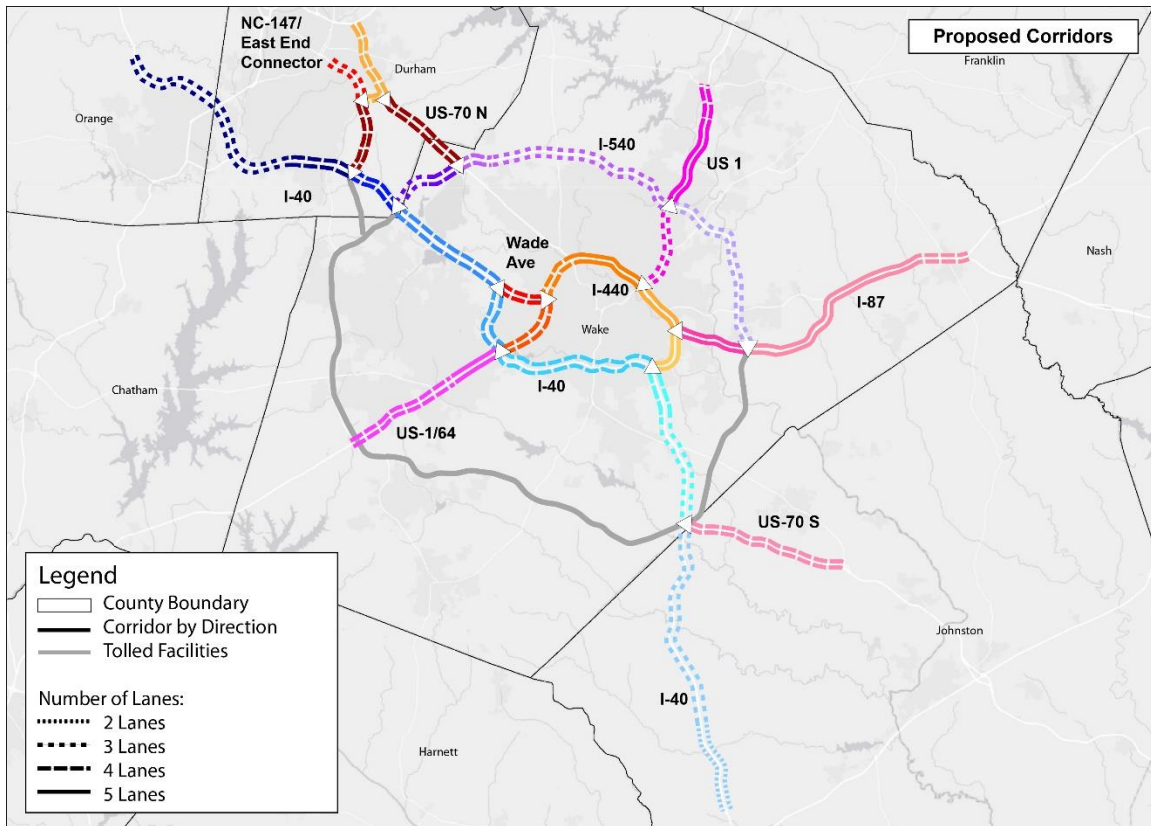 NC-147/
East End
Connector
Proposed Corridors
Durham
Franklin
Orange
US-70 N
I-540
US 1
I-40
Nash
Wade
Ave
I-440
I-87
Wake
Chatham
I-40
US-1/64
US-70 S
Johnston
I-40
Harnett
Legend
County Boundary
Corridor by Direction
Tolled Facilities
Number of Lanes:
2 Lanes
3 Lanes
4 Lanes
5 Lanes